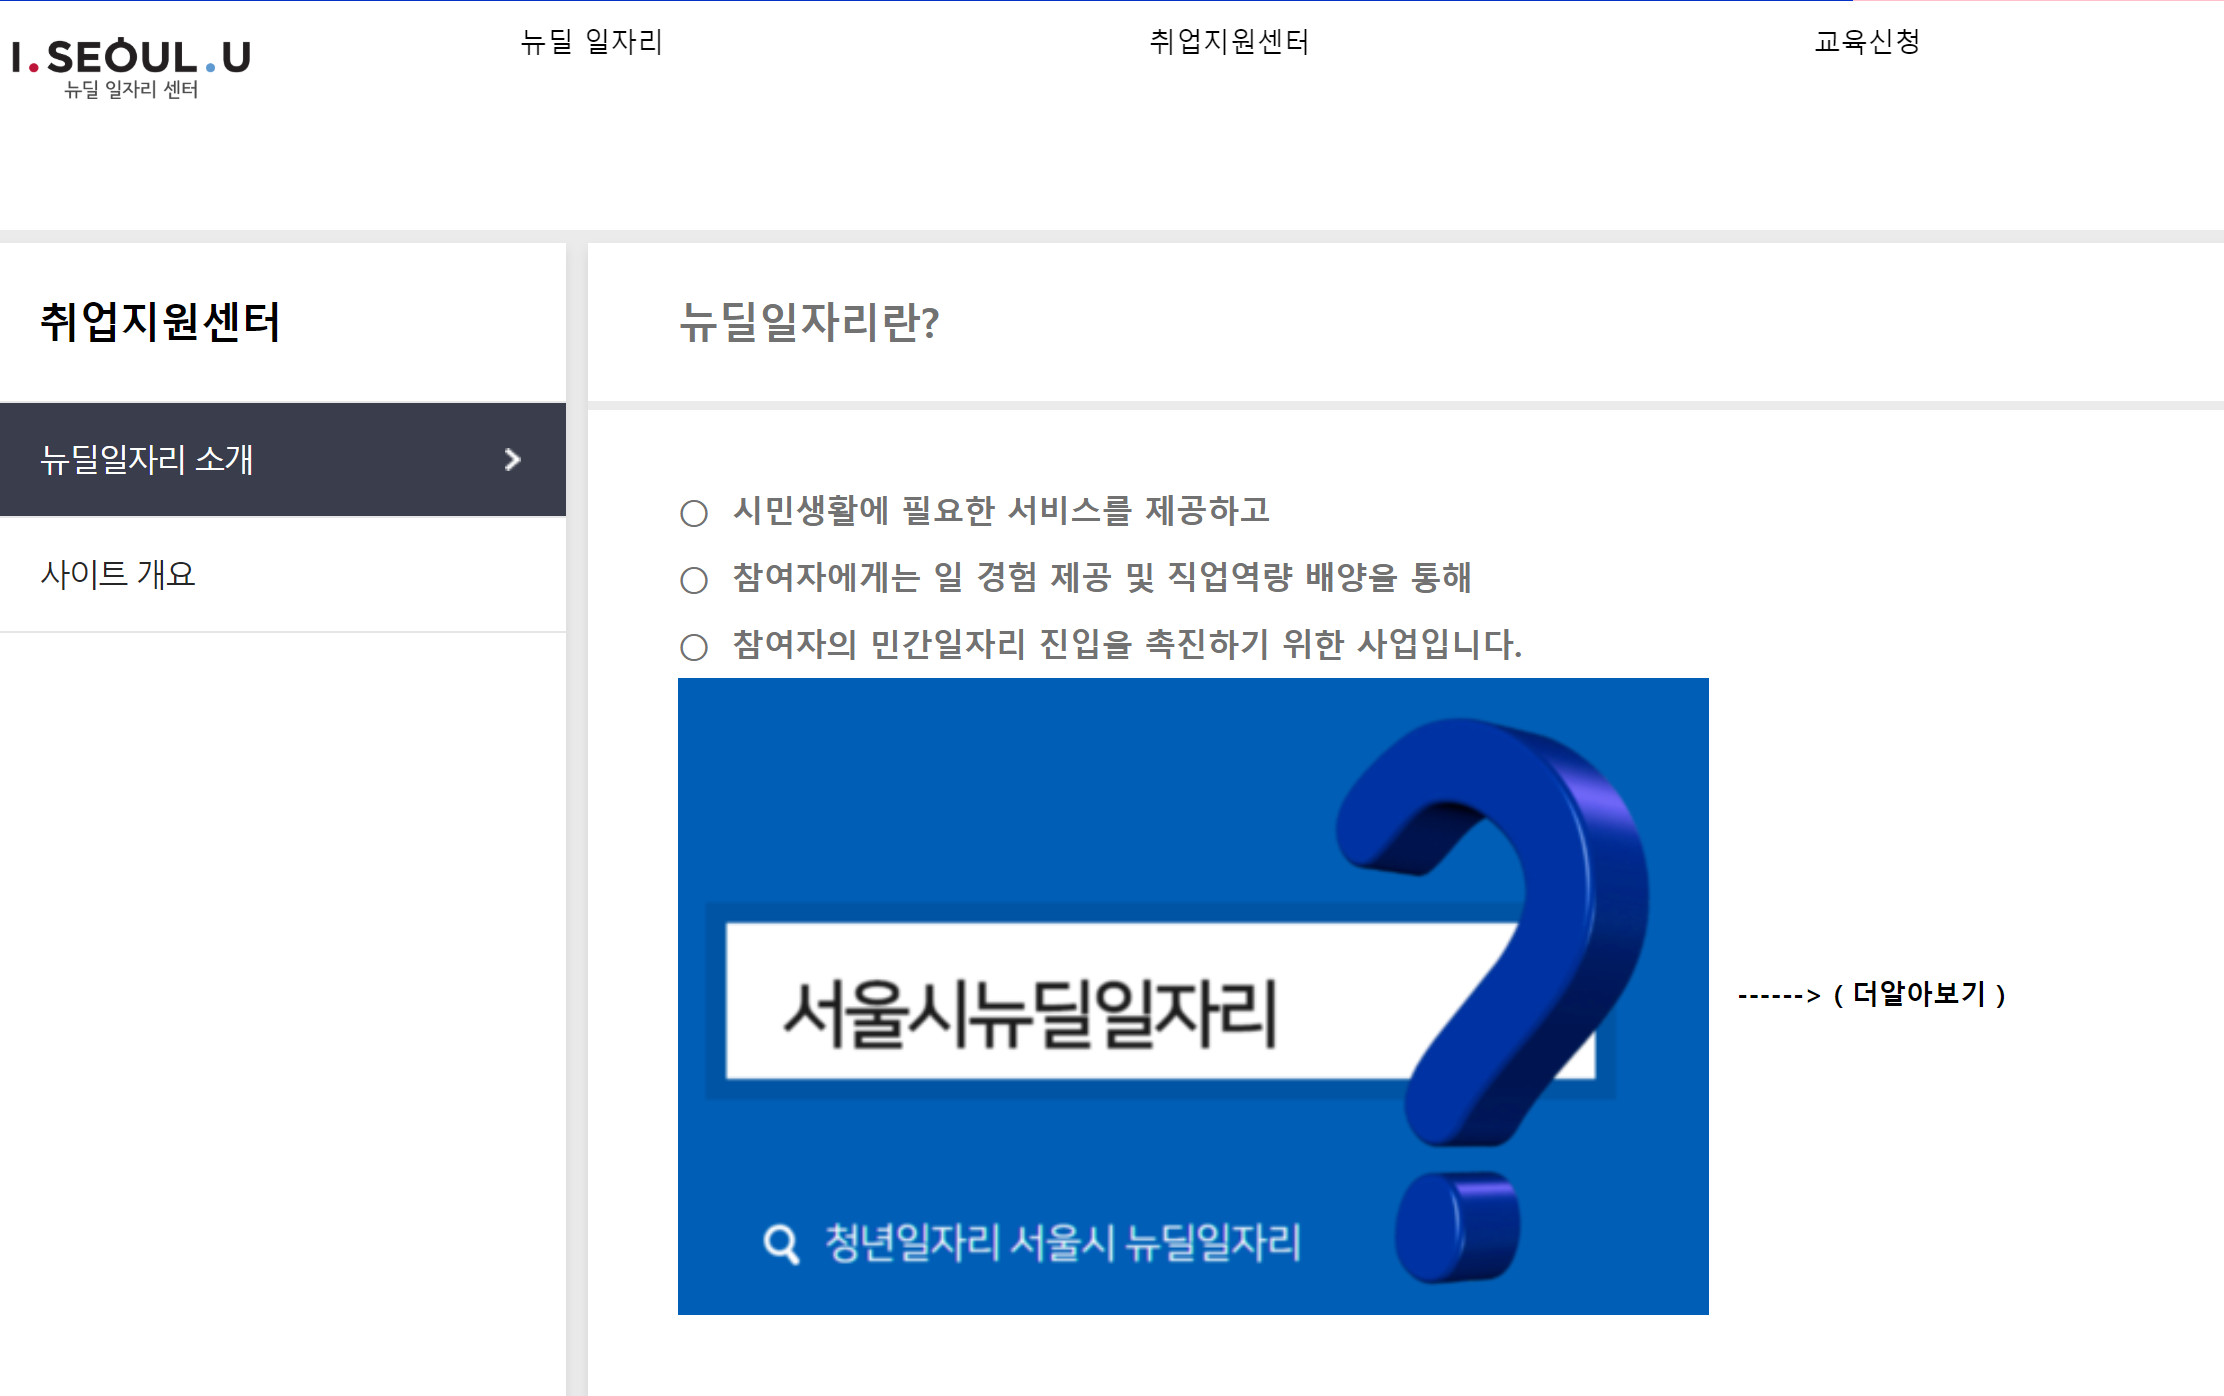 I.SEOUL.U
뉴딜 일자리 센터
뉴딜 일자리
취업지원센터
교육신청
취업지원센터
뉴딜일자리 소개
사이트 개요
뉴딜일자리란?
○ 시민생활에 필요한 서비스를 제공하고
○ 참여자에게는 일 경험 제공 및 직업역량 배양을 통해
○ 참여자의 민간일자리 진입을 촉진하기 위한 사업입니다.
서울시뉴딜일자리
?
청년일자리 서울시 뉴딜일자리
------> ( 더알아보기 )